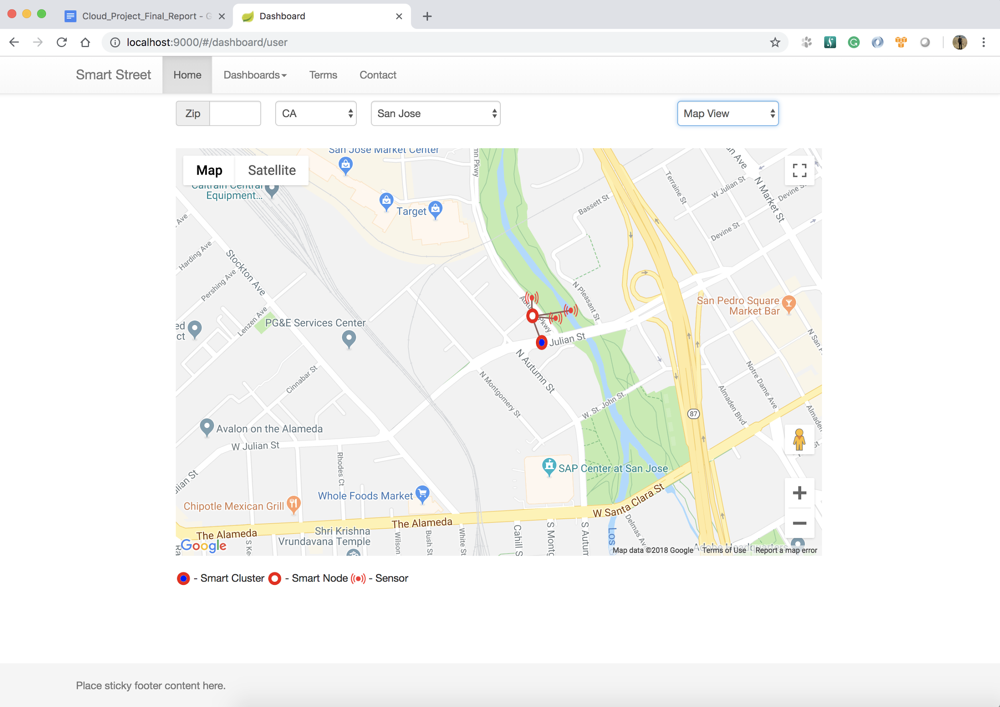 Cloud_Project_Final_Report - G
Dashboard
localhost:9000/#/dashboard/user
Smart Street
Home
Dashboards
Terms
Contact
Zip
CA
San Jose
Map View
San Jose Market Center
Map
Satellite
Caltrain Central
Equipment...
Target
Ave
Harding Ave
Pershing Ave
Stockton Ave
Lenzen Ave
PG&E Services Center
ed
ct
Cinnabar St
Avalon on the Alameda
W Julian St
ulian St
Rhodes Ct
Whole Foods Market
Chipotle Mexican Grill
The Alameda
The Alameda
Shri Krishna
Vrundavana Temple
Wilson
Bush St
White St
Cahill S
S Mont
S Autum
Los
Delmas Av
Pkwy
Bassett St
Terraine St
W Julian St
N Market St
Devine St
Devine S
N Pleasant St
Pkwy
Julian St
N Autumn St
N Montgomery St
W. St. John St.
San Pedro Square
Market Bar
N San
Notre Dame Ave
Almaden Blvd
Almaden
87
SAP Center at San Jose
W Santa Clara St
Adobe Headquarters
Google
Map data ©2018 Google
Terms of Use
Report a map error
- Smart Cluster - Smart Node - Sensor
Place sticky footer content here.